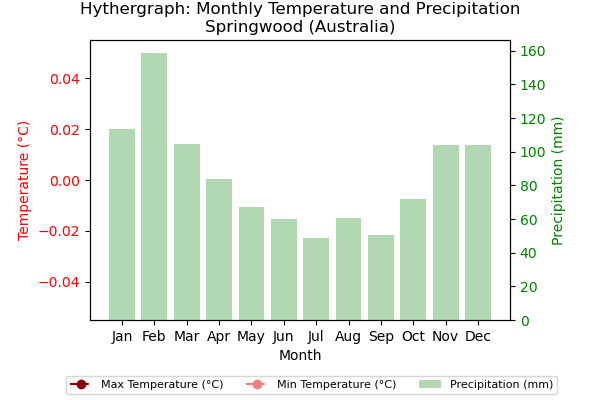 Hythergraph: Monthly Temperature and Precipitation
Springwood (Australia)
Temperature (°C)
0.04
0.02
0.00
−0.02
−0.04
160
140
120
100
80
60
40
20
0
Precipitation (mm)
Jan Feb Mar Apr May Jun Jul Aug Sep Oct Nov Dec
Month
Max Temperature (°C) Min Temperature (°C) Precipitation (mm)